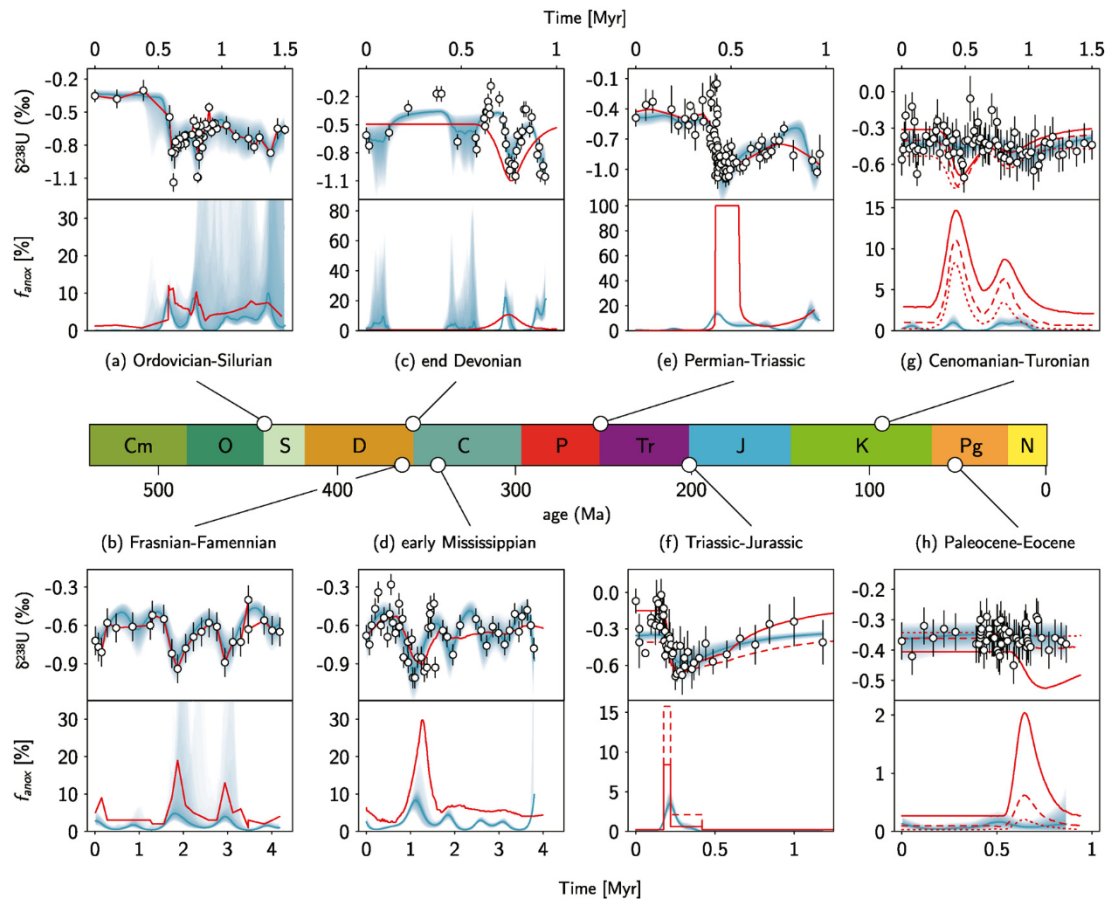 Time [Myr]
0 0.5 1 1.5
0 0.5 1
0 0.5 1
0 0.5 1 1.5
δ²³⁸U (‰)
-0.2 -0.5 -0.8 -1.1
-0.2 -0.5 -0.8 -1.1
-0.1 -0.4 -0.7 -1.0
0.0 -0.3 -0.6
f_anox [%]
30 20 10 0
80 60 40 20 0
100 80 60 40 20 0
15 10 5 0
(a) Ordovician-Silurian
(c) end Devonian
(e) Permian-Triassic
(g) Cenomanian-Turonian
Cm O S D C P Tr J K Pg N
500 400 300 200 100 0
age (Ma)
(b) Frasnian-Famennian
(d) early Mississippian
(f) Triassic-Jurassic
(h) Paleocene-Eocene
δ²³⁸U (‰)
-0.3 -0.6 -0.9
-0.3 -0.6 -0.9
0.0 -0.3 -0.6
-0.2 -0.3 -0.4 -0.5
f_anox [%]
30 20 10 0
30 20 10 0
15 10 5 0
2 1 0
0 1 2 3 4
0 1 2 3 4
0 0.5 1
0 0.5 1
Time [Myr]